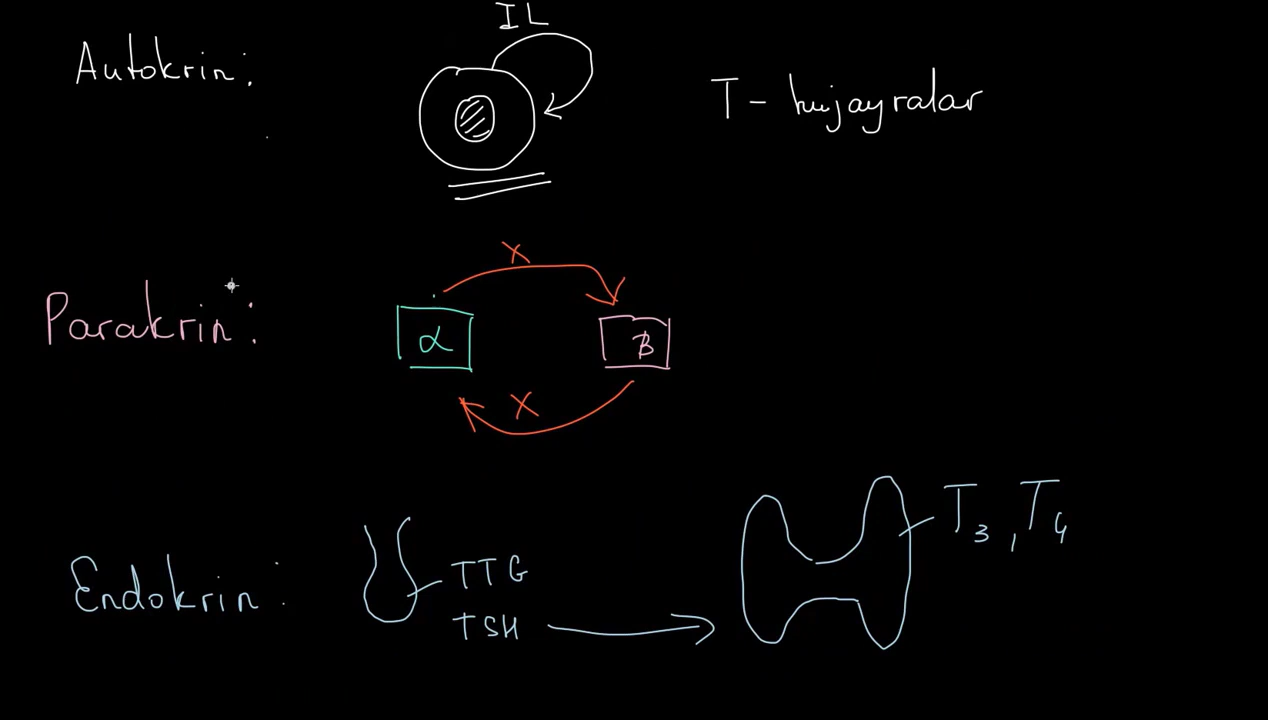 IL
Autokrin:
T - hujayralar
X
Parakrin:
α
β
X
Endokrin:
TTG
TSH
T3, T4